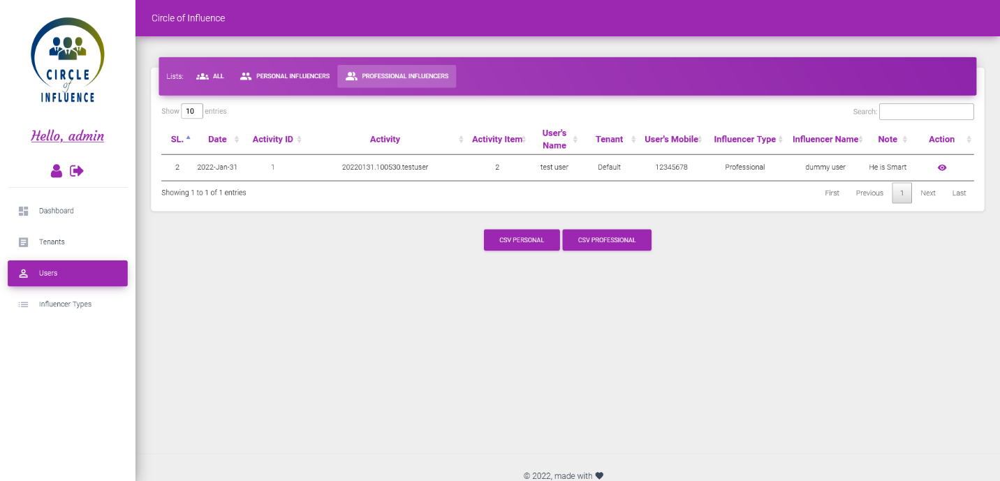 Circle of Influence
CIRCLE
of
INFLUENCE
Hello, admin
Dashboard
Tenants
Users
Influencer Types
Lists: ALL PERSONAL INFLUENCERS PROFESSIONAL INFLUENCERS
Show 10 entries Search:
SL. Date Activity ID Activity Activity Item User's Name Tenant User's Mobile Influencer Type Influencer Name Note Action
2 2022-Jan-31 1 20220131.100530.testuser 2 test user Default 12345678 Professional dummy user He is Smart
Showing 1 to 1 of 1 entries First Previous 1 Next Last
CSV PERSONAL CSV PROFESSIONAL
© 2022, made with